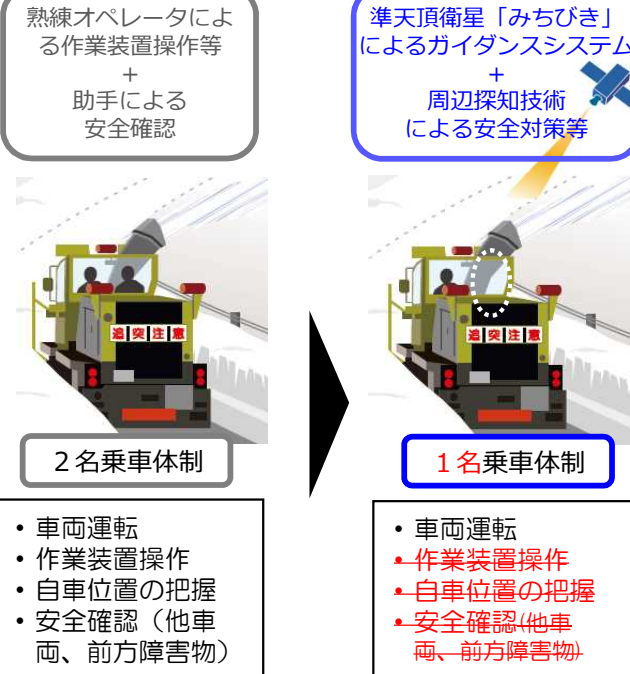 熟練オペレータによ
る作業装置操作等
+
助手による
安全確認
追突注意
２名乗車体制
• 車両運転
• 作業装置操作
• 自車位置の把握
• 安全確認（他車
両、前方障害物）
準天頂衛星「みちびき」
によるガイダンスシステム
+
周辺探知技術
による安全対策等
追突注意
１名乗車体制
• 車両運転
• 作業装置操作
• 自車位置の把握
• 安全確認(他車
両、前方障害物)